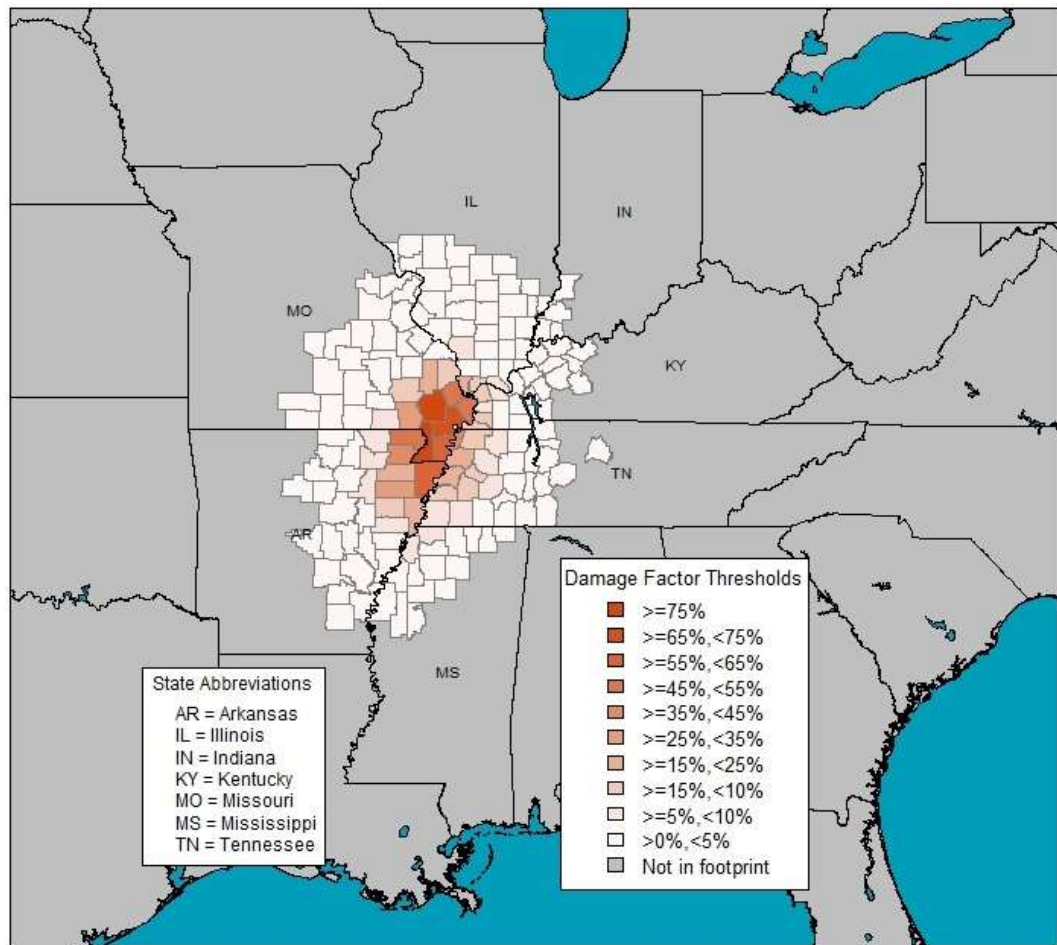 IL
IN
MO
KY
TN
AR
MS
Damage Factor Thresholds
>=75%
>=65%,<75%
>=55%,<65%
>=45%,<55%
>=35%,<45%
>=25%,<35%
>=15%,<25%
>=15%,<10%
>=5%,<10%
>0%,<5%
Not in footprint
State Abbreviations
AR = Arkansas
IL = Illinois
IN = Indiana
KY = Kentucky
MO = Missouri
MS = Mississippi
TN = Tennessee